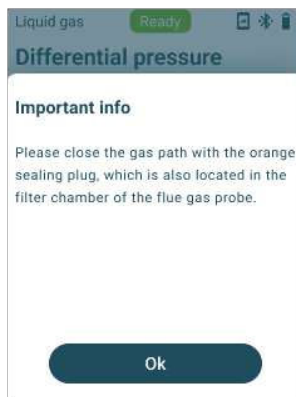 Liquid gas Ready
Differential pressure
Important info
Please close the gas path with the orange
sealing plug, which is also located in the
filter chamber of the flue gas probe.
Ok